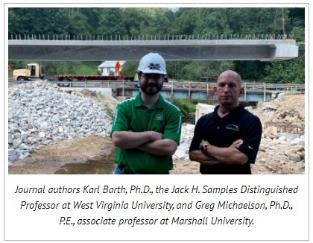 Journal authors Karl Barth, Ph.D., the Jack H. Samples Distinguished
Professor at West Virginia University, and Greg Michaelson, Ph.D.,
P.E., associate professor at Marshall University.